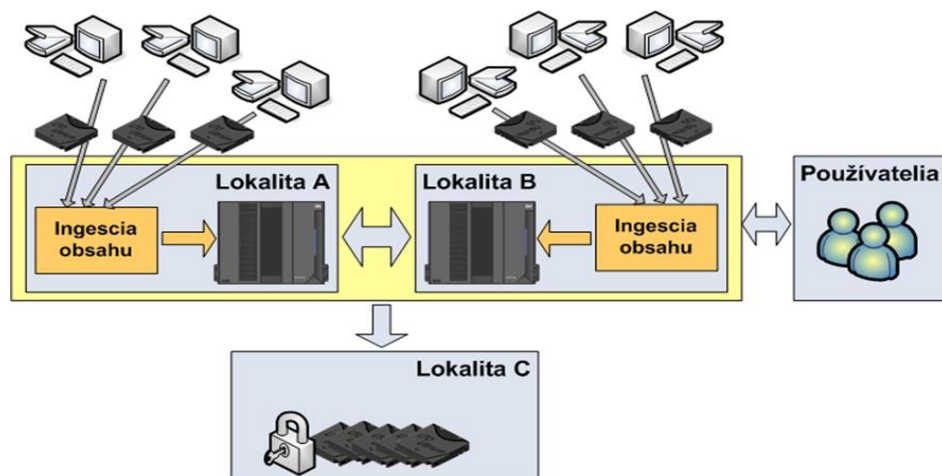 Lokalita A
Lokalita B
Používatelia
Ingescia
obsahu
Ingescia
obsahu
Lokalita C